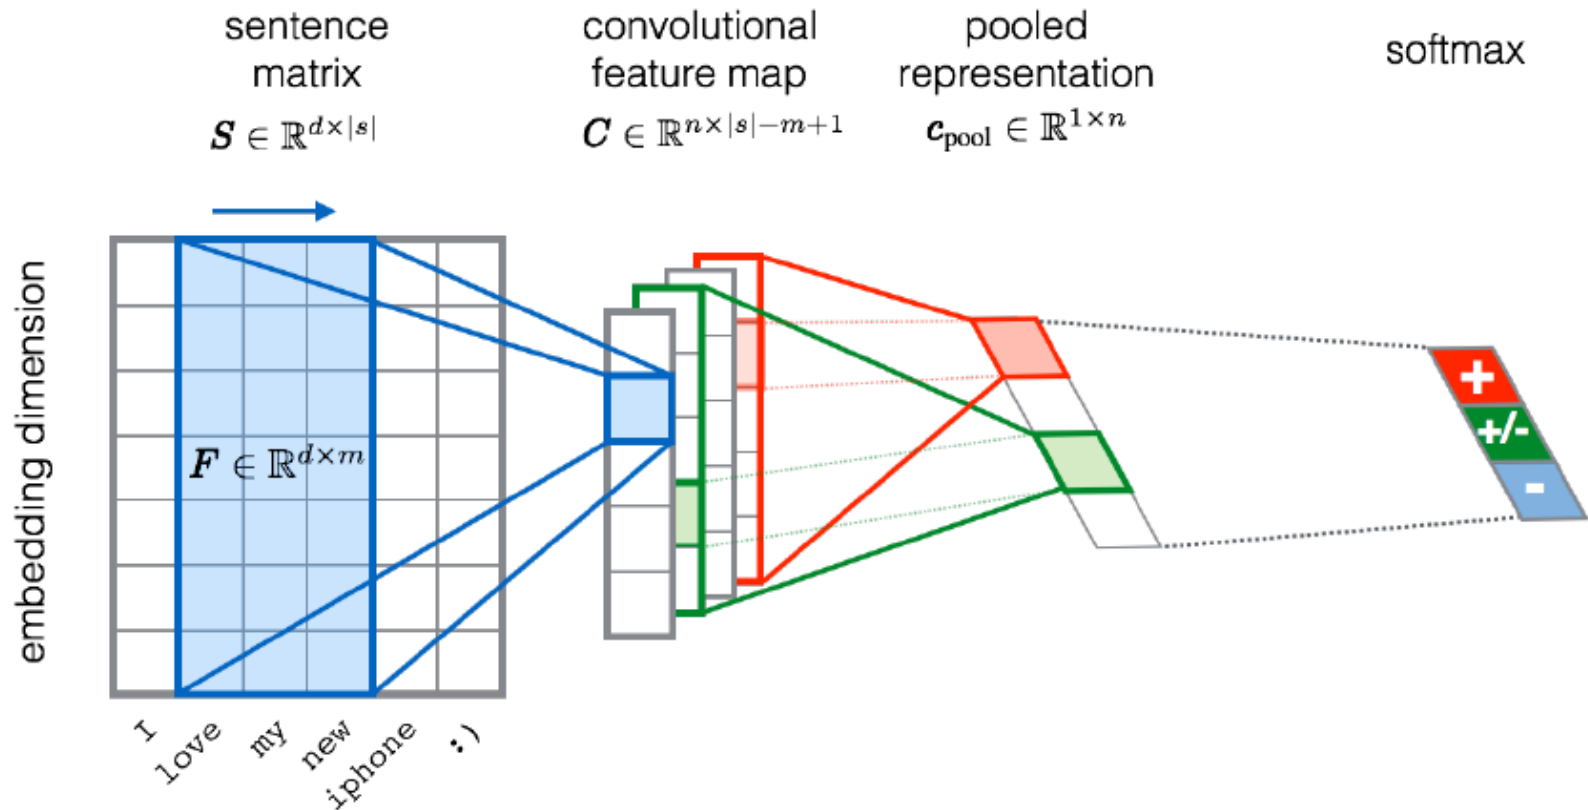 sentence
matrix
S ∈ ℝ^{d×|s|}
convolutional
feature map
C ∈ ℝ^{n×|s|−m+1}
pooled
representation
c_pool ∈ ℝ^{1×n}
softmax
embedding dimension
F ∈ ℝ^{d×m}
I
love
my
new
iphone
:)
+
+/-
-